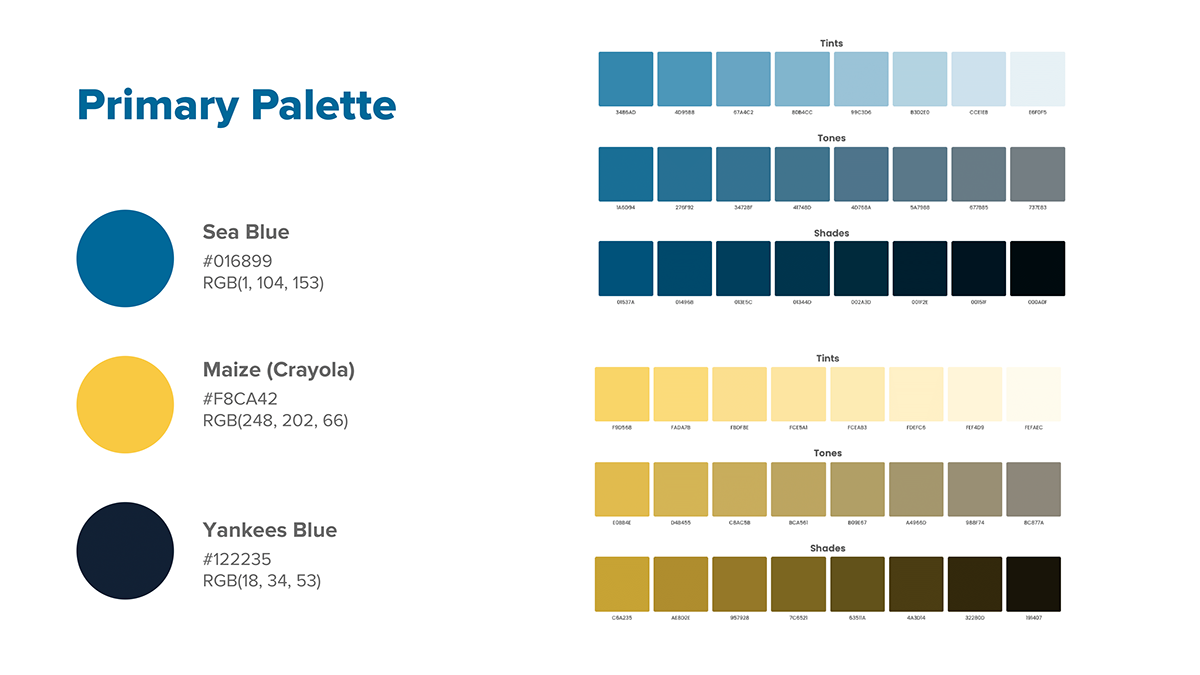 Primary Palette
Sea Blue
#016899
RGB(1, 104, 153)
Maize (Crayola)
#F8CA42
RGB(248, 202, 66)
Yankees Blue
#122235
RGB(18, 34, 53)
Tints
3486AD 4D95B8 67A4C2 80B4CC 99C3D6 B3D2E0 CCE1EB E6F0F5
Tones
1A6D94 276F92 34728F 41748D 4D768A 5A7988 677B85 737E83
Shades
01537A 01496B 013E5C 01344D 002A3D 001F2E 00151F 000A0F
Tints
F9D568 FADA7B FBDF8E FCE5A1 FCEAB3 FDEFC6 FEF4D9 FEFAEC
Tones
E0BB4E D4B455 C8AC5B BCA561 B09E67 A4966D 988F74 8C877A
Shades
C6A235 AE8D2E 957928 7C6521 63511A 4A3D14 32280D 191407